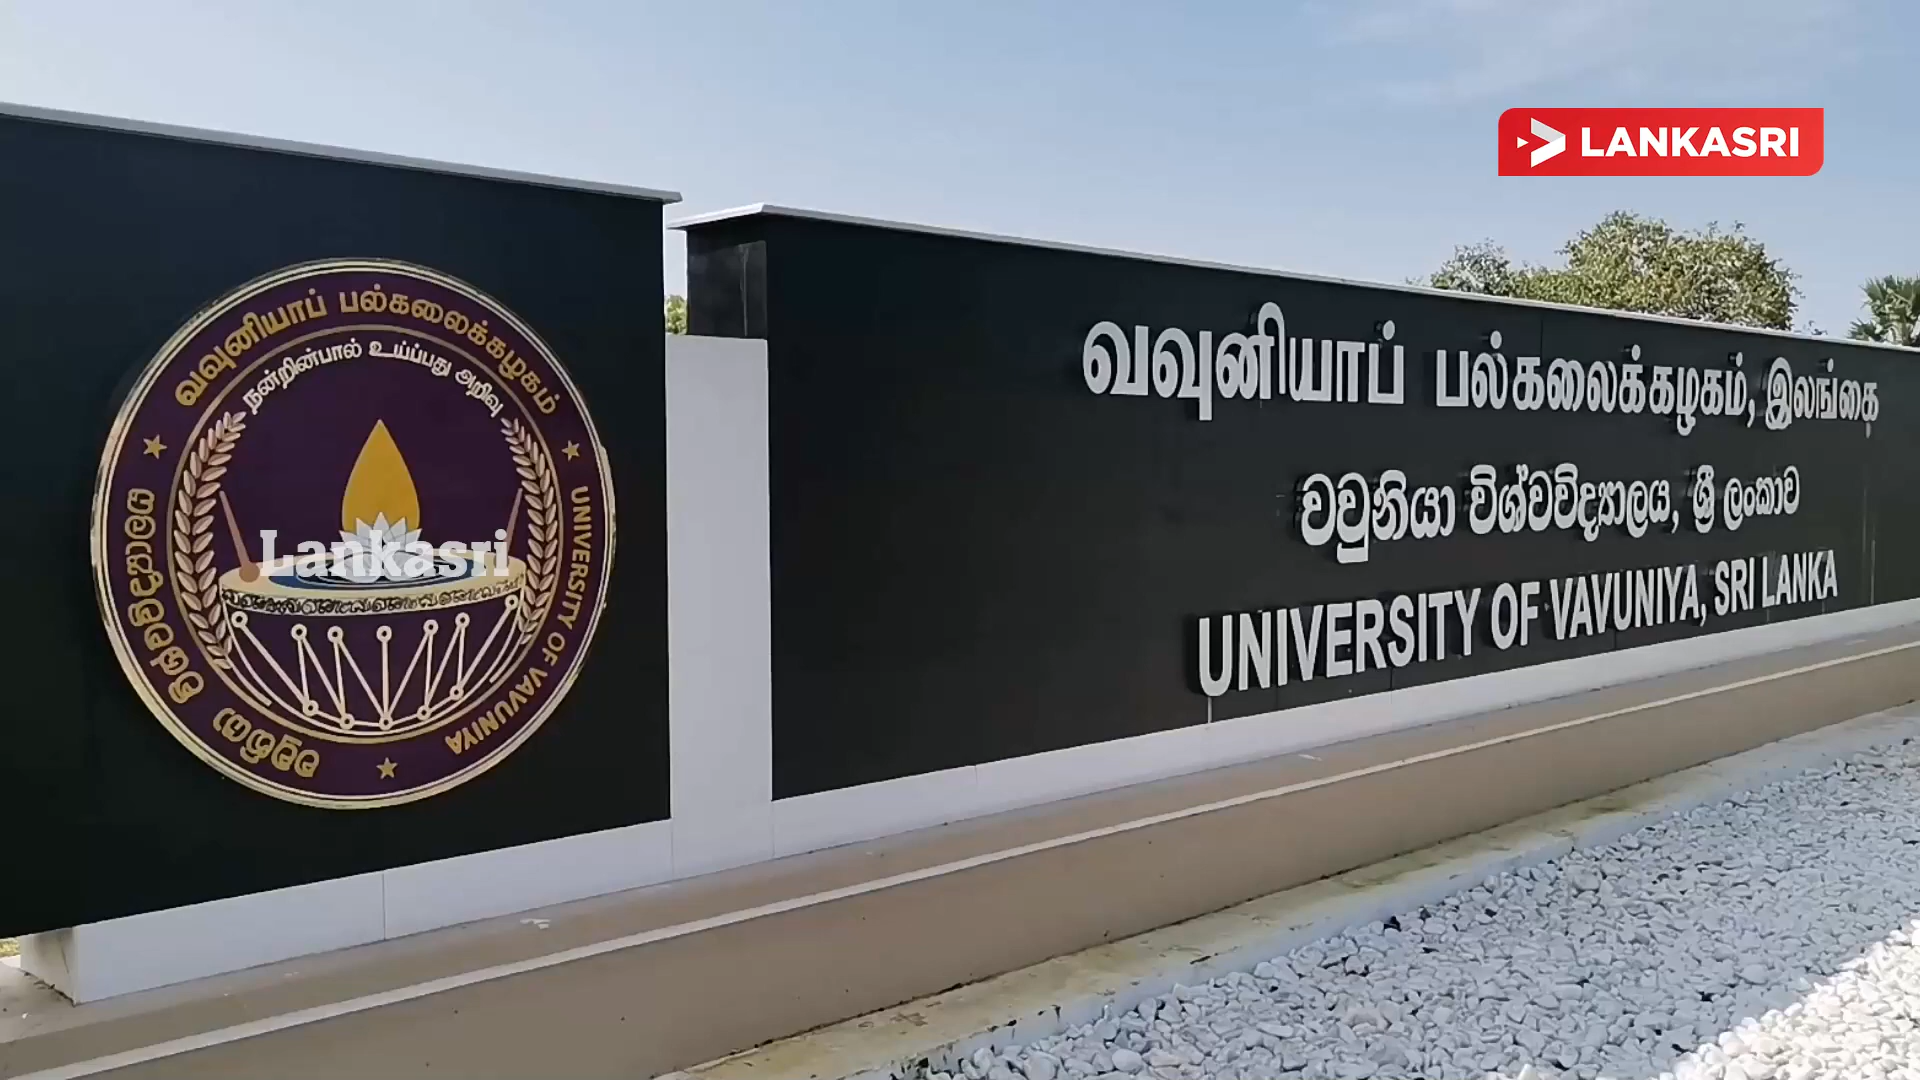 LANKASRI
வவுனியாப் பல்கலைக்கழகம்
நன்றின்பால் உய்ப்பது அறிவு
වවුනියා විශ්වවිද්‍යාලය
UNIVERSITY OF VAVUNIYA
Lankasri
வவுனியாப் பல்கலைக்கழகம், இலங்கை
වවුනියා විශ්වවිද්‍යාලය, ශ්‍රී ලංකාව
UNIVERSITY OF VAVUNIYA, SRI LANKA